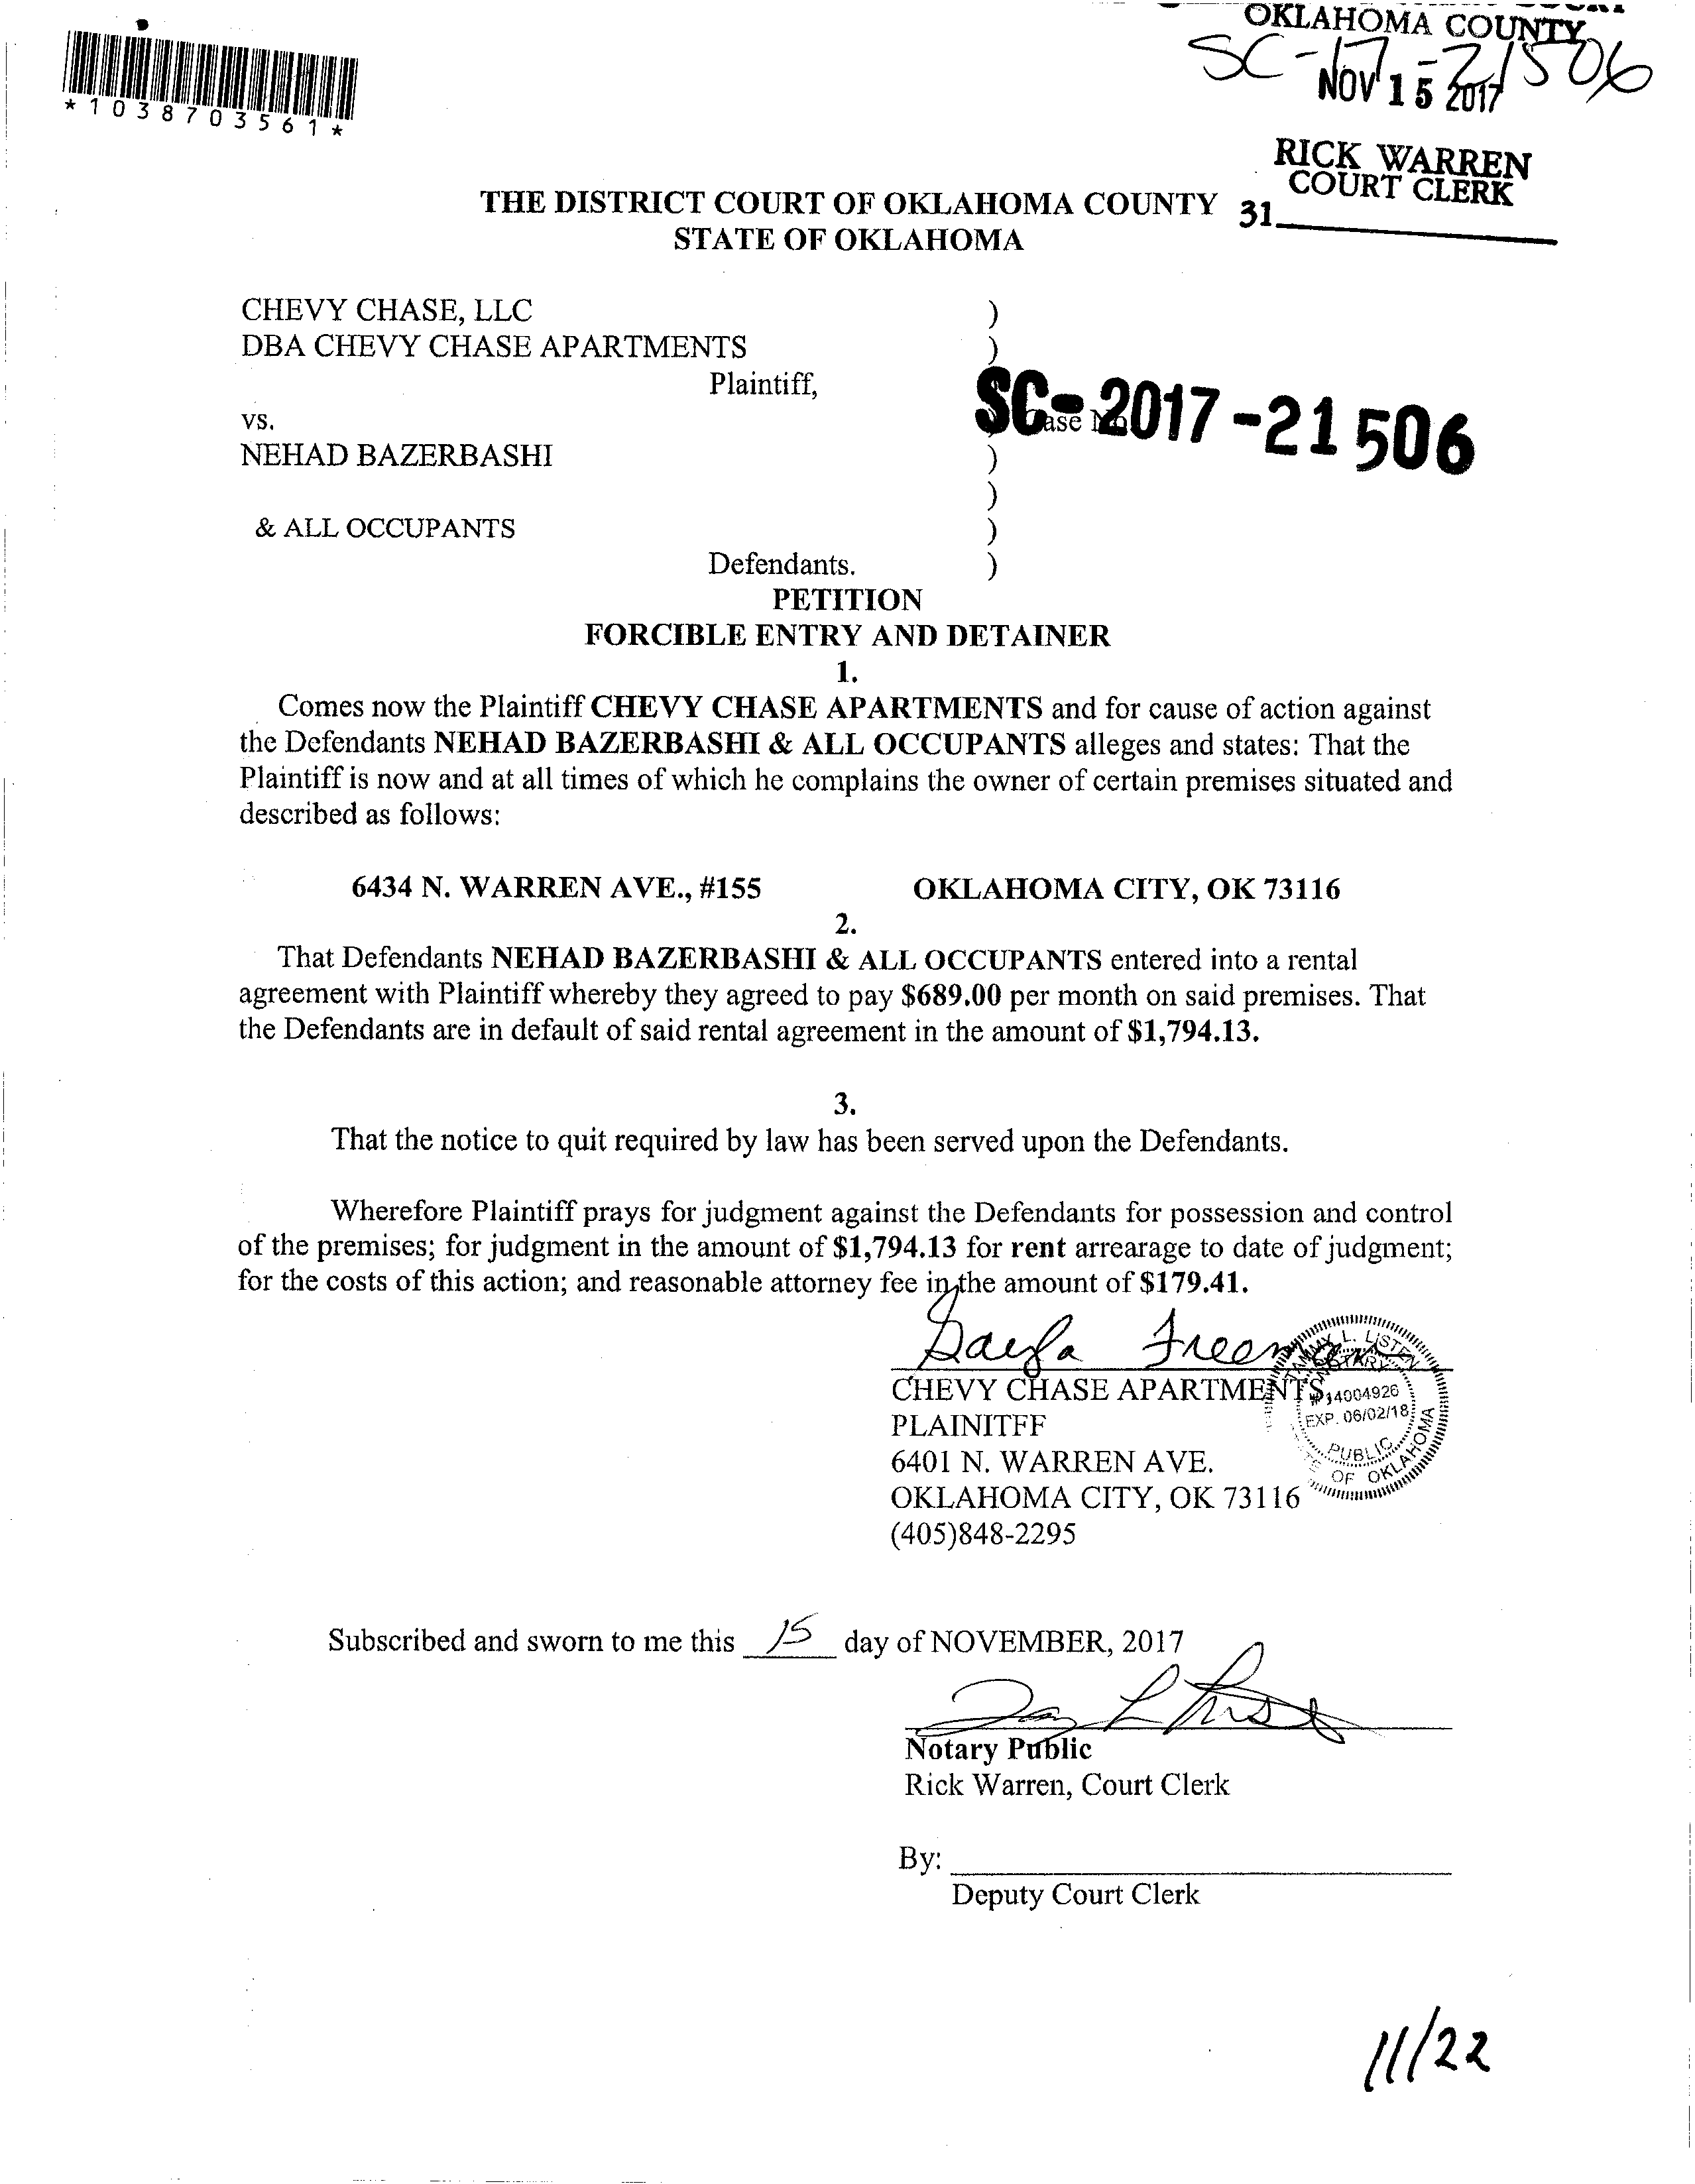 OKLAHOMA COUNTY
SC-17-21506
NOV 15 2017
*1038703561*
RICK WARREN
COURT CLERK
31
THE DISTRICT COURT OF OKLAHOMA COUNTY
STATE OF OKLAHOMA
CHEVY CHASE, LLC )
DBA CHEVY CHASE APARTMENTS )
Plaintiff,
SC-2017-21506
vs.
NEHAD BAZERBASHI )
)
& ALL OCCUPANTS )
Defendants. )
PETITION
FORCIBLE ENTRY AND DETAINER
1.
Comes now the Plaintiff CHEVY CHASE APARTMENTS and for cause of action against
the Defendants NEHAD BAZERBASHI & ALL OCCUPANTS alleges and states: That the
Plaintiff is now and at all times of which he complains the owner of certain premises situated and
described as follows:
6434 N. WARREN AVE., #155 OKLAHOMA CITY, OK 73116
2.
That Defendants NEHAD BAZERBASHI & ALL OCCUPANTS entered into a rental
agreement with Plaintiff whereby they agreed to pay $689.00 per month on said premises. That
the Defendants are in default of said rental agreement in the amount of $1,794.13.
3.
That the notice to quit required by law has been served upon the Defendants.
Wherefore Plaintiff prays for judgment against the Defendants for possession and control
of the premises; for judgment in the amount of $1,794.13 for rent arrearage to date of judgment;
for the costs of this action; and reasonable attorney fee in the amount of $179.41.
CHEVY CHASE APARTMENTS
PLAINITFF
6401 N. WARREN AVE.
OKLAHOMA CITY, OK 73116
(405)848-2295
TAMMY L. LISTEN
NOTARY
# 14004926
EXP. 06/02/18
PUBLIC
OF OKLAHOMA
Subscribed and sworn to me this 15 day of NOVEMBER, 2017
Notary Public
Rick Warren, Court Clerk
By:
Deputy Court Clerk
11/22